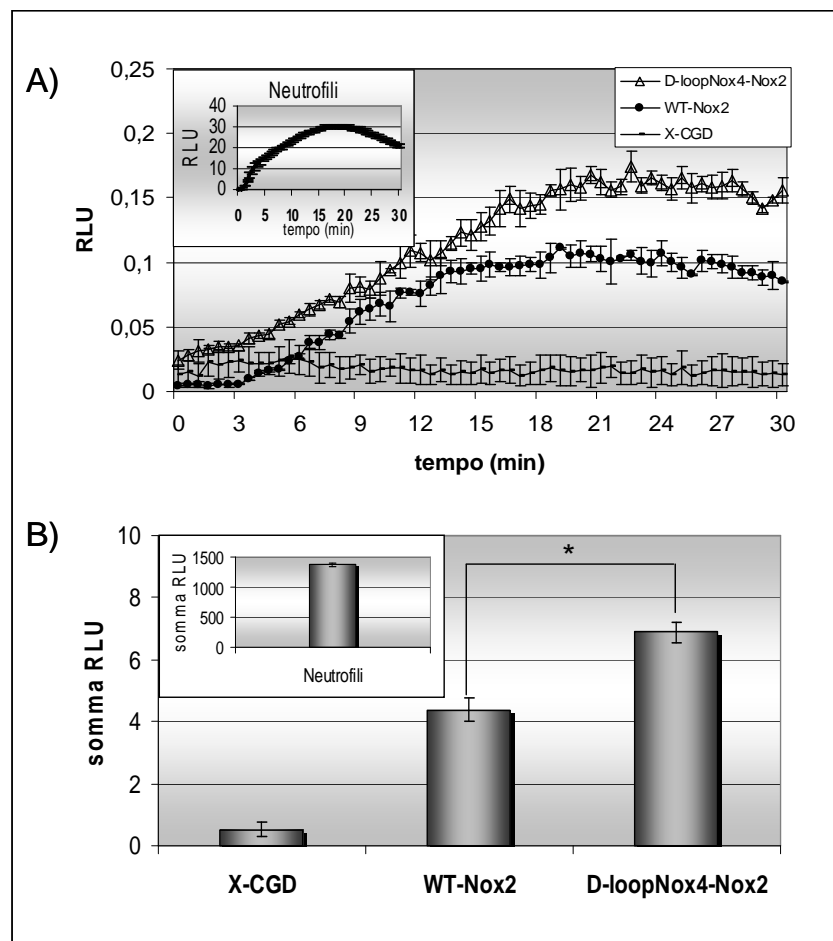 A)
0,25
0,2
0,15
0,1
0,05
0
RLU
Neutrofili
40
30
20
10
0
RLU
0 5 10 15 20 25 30
tempo (min)
D-loopNox4-Nox2
WT-Nox2
X-CGD
0 3 6 9 12 15 18 21 24 27 30
tempo (min)
B)
10
8
6
4
2
0
somma RLU
1500
1000
500
0
somma RLU
Neutrofili
*
X-CGD WT-Nox2 D-loopNox4-Nox2